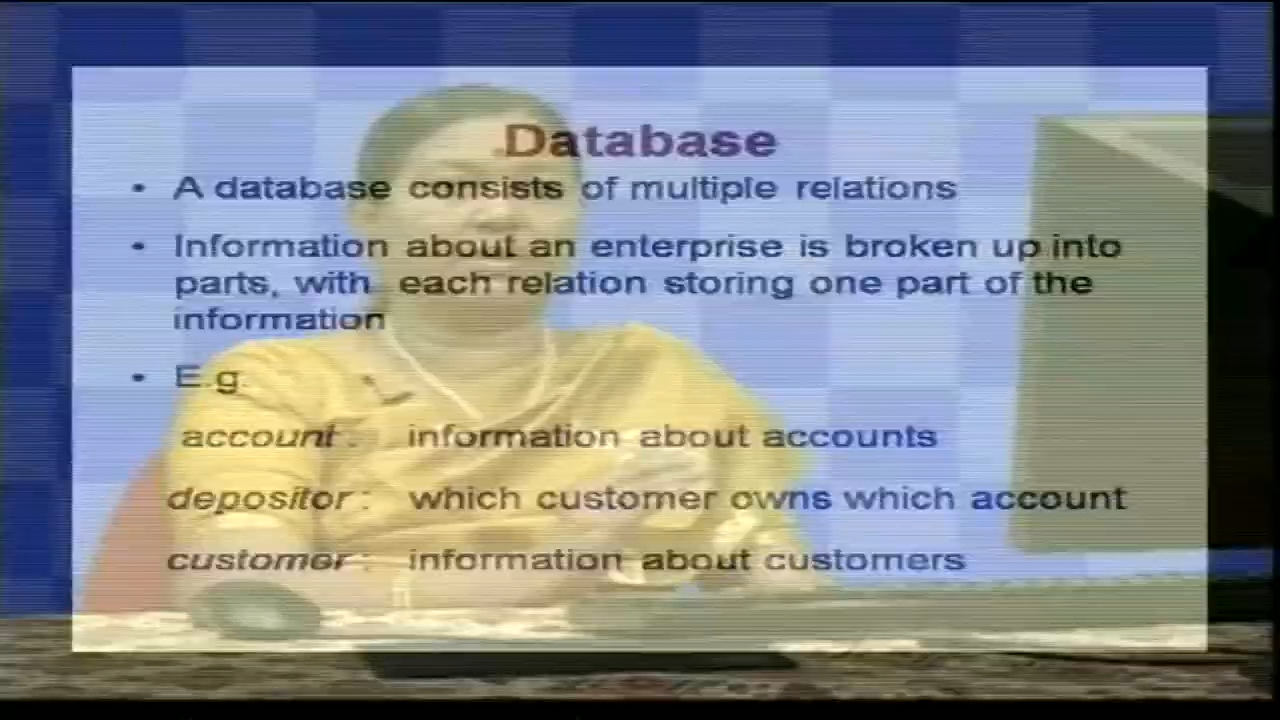 Database
• A database consists of multiple relations
• Information about an enterprise is broken up into
parts, with each relation storing one part of the
information
• E.g.
account : information about accounts
depositor : which customer owns which account
customer : information about customers